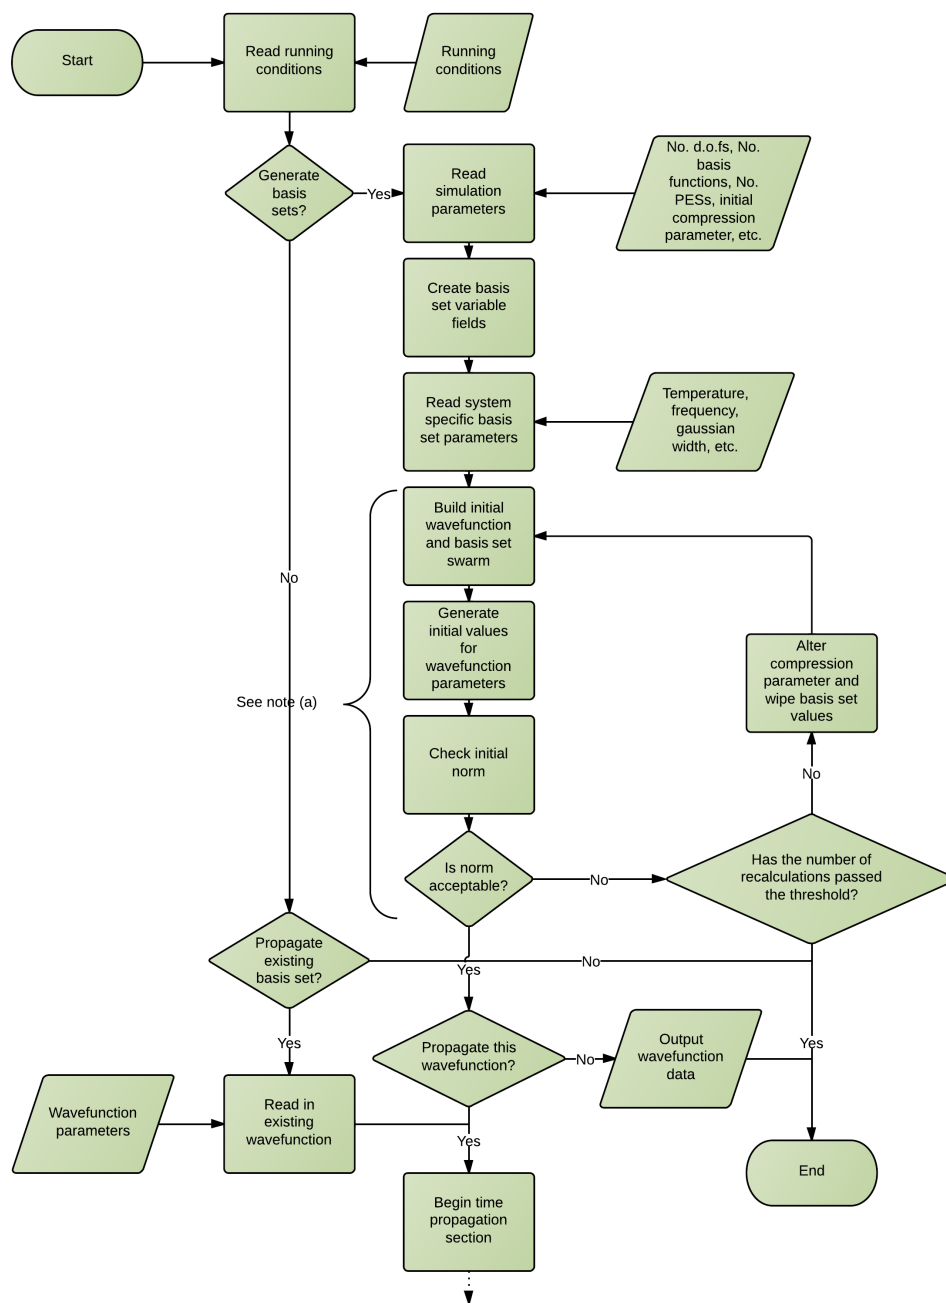 Start
Read running
conditions
Running
conditions
Generate
basis
sets?
Yes
Read
simulation
parameters
No. d.o.fs, No.
basis
functions, No.
PESs, initial
compression
parameter, etc.
Create basis
set variable
fields
Read system
specific basis
set parameters
Temperature,
frequency,
gaussian
width, etc.
Build initial
wavefunction
and basis set
swarm
No
Generate
initial values
for
wavefunction
parameters
Alter
compression
parameter and
wipe basis set
values
See note (a)
Check initial
norm
No
Is norm
acceptable?
No
Has the number of
recalculations passed
the threshold?
Propagate
existing
basis set?
No
Yes
Yes
Propagate this
wavefunction?
No
Output
wavefunction
data
Yes
Wavefunction
parameters
Read in
existing
wavefunction
Yes
End
Begin time
propagation
section